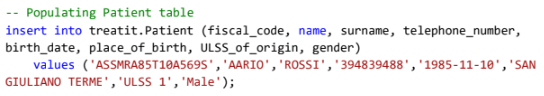 -- Populating Patient table
insert into treatit.Patient (fiscal_code, name, surname, telephone_number,
birth_date, place_of_birth, ULSS_of_origin, gender)
values ('ASSMRA85T10A569S','AARIO','ROSSI','394839488','1985-11-10','SAN
GIULIANO TERME','ULSS 1','Male');